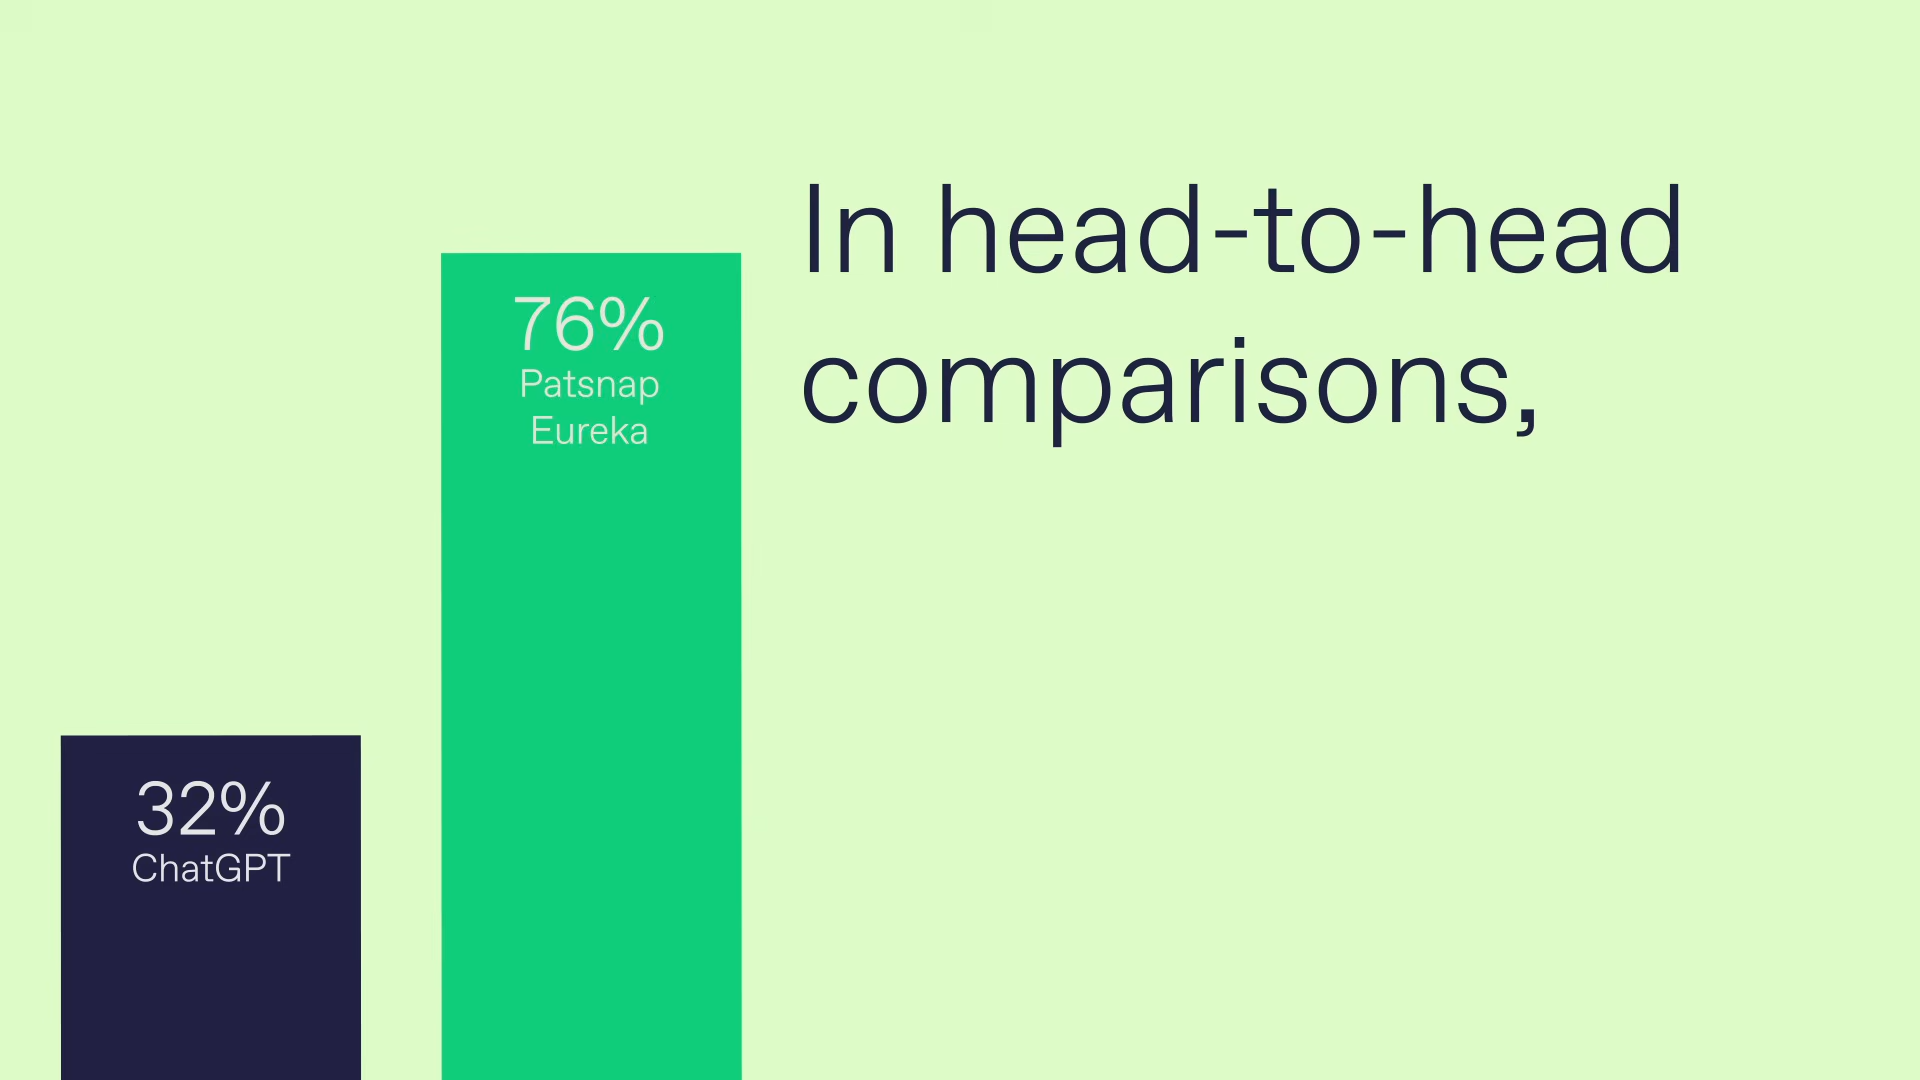 In head-to-head
comparisons,
76%
Patsnap
Eureka
32%
ChatGPT